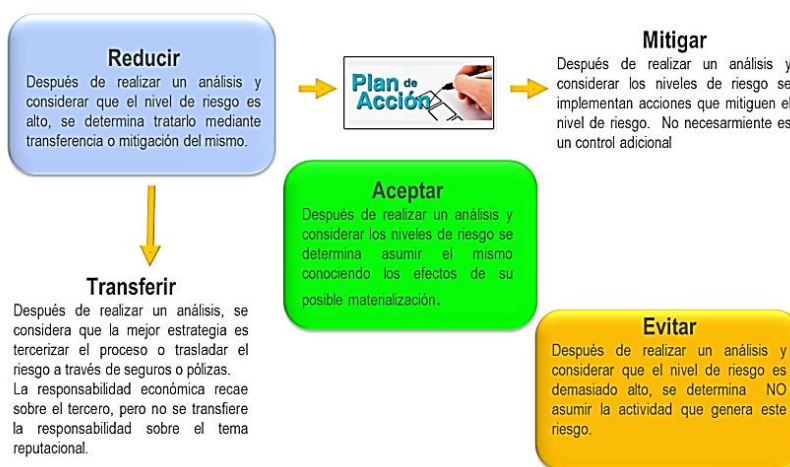 Reducir
Después de realizar un análisis y
considerar que el nivel de riesgo es
alto, se determina tratarlo mediante
transferencia o mitigación del mismo.
Plan de
Acción
Mitigar
Después de realizar un análisis y
considerar los niveles de riesgo se
implementan acciones que mitiguen el
nivel de riesgo. No necesarmiente es
un control adicional
Aceptar
Después de realizar un análisis y
considerar los niveles de riesgo se
determina asumir el mismo
conociendo los efectos de su
posible materialización.
Transferir
Después de realizar un análisis, se
considera que la mejor estrategia es
tercerizar el proceso o trasladar el
riesgo a través de seguros o pólizas.
La responsabilidad económica recae
sobre el tercero, pero no se transfiere
la responsabilidad sobre el tema
reputacional.
Evitar
Después de realizar un análisis y
considerar que el nivel de riesgo es
demasiado alto, se determina NO
asumir la actividad que genera este
riesgo.